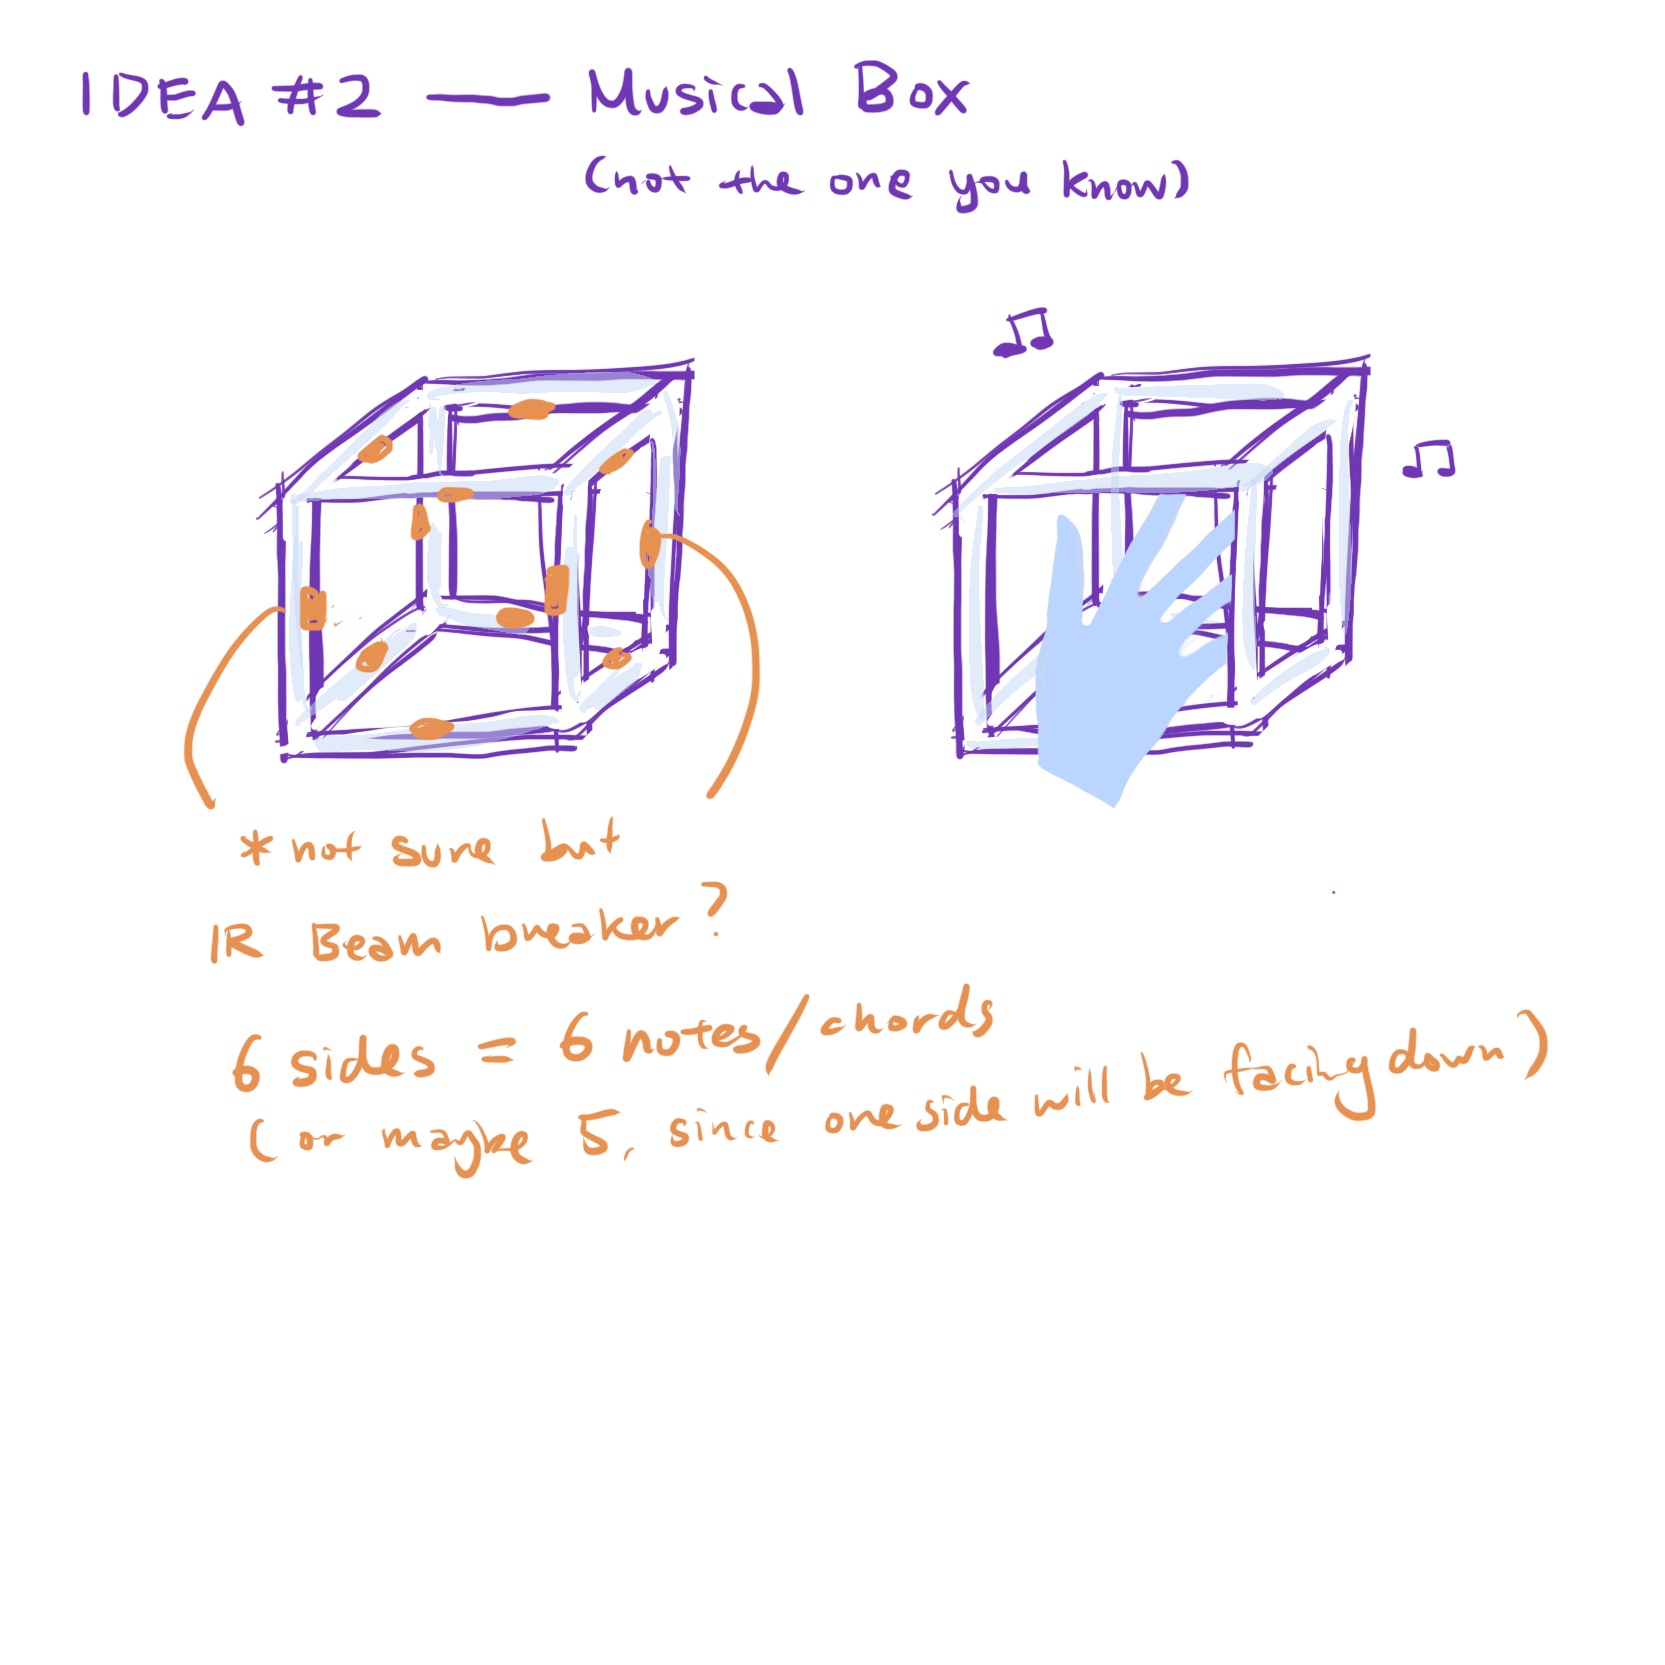 IDEA #2 — Musical Box
(not the one you know)
* not sure but
IR Beam breaker?
6 sides = 6 notes/chords
(or maybe 5, since one side will be facing down)